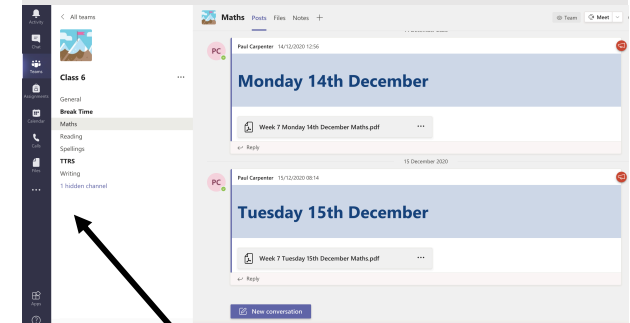 Activity
Chat
Teams
Assignments
Calendar
Calls
Files
Apps
All teams
Class 6
General
Break Time
Maths
Reading
Spellings
TTRS
Writing
1 hidden channel
Maths Posts Files Notes +
Team
Meet
PC
Paul Carpenter 14/12/2020 12:56
Monday 14th December
Week 7 Monday 14th December Maths.pdf
Reply
15 December 2020
PC
Paul Carpenter 15/12/2020 08:14
Tuesday 15th December
Week 7 Tuesday 15th December Maths.pdf
Reply
New conversation